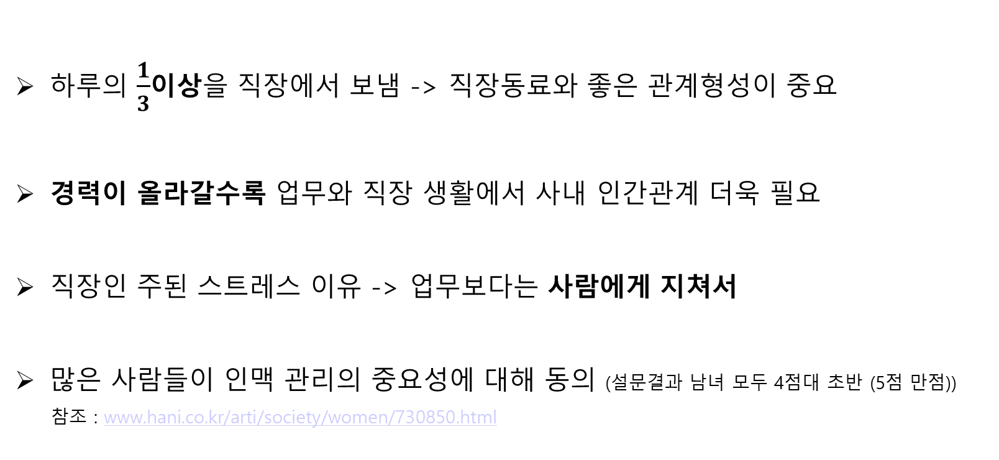 ➢ 하루의 1/3이상을 직장에서 보냄 -> 직장동료와 좋은 관계형성이 중요
➢ 경력이 올라갈수록 업무와 직장 생활에서 사내 인간관계 더욱 필요
➢ 직장인 주된 스트레스 이유 -> 업무보다는 사람에게 지쳐서
➢ 많은 사람들이 인맥 관리의 중요성에 대해 동의 (설문결과 남녀 모두 4점대 초반 (5점 만점))
참조 : www.hani.co.kr/arti/society/women/730850.html